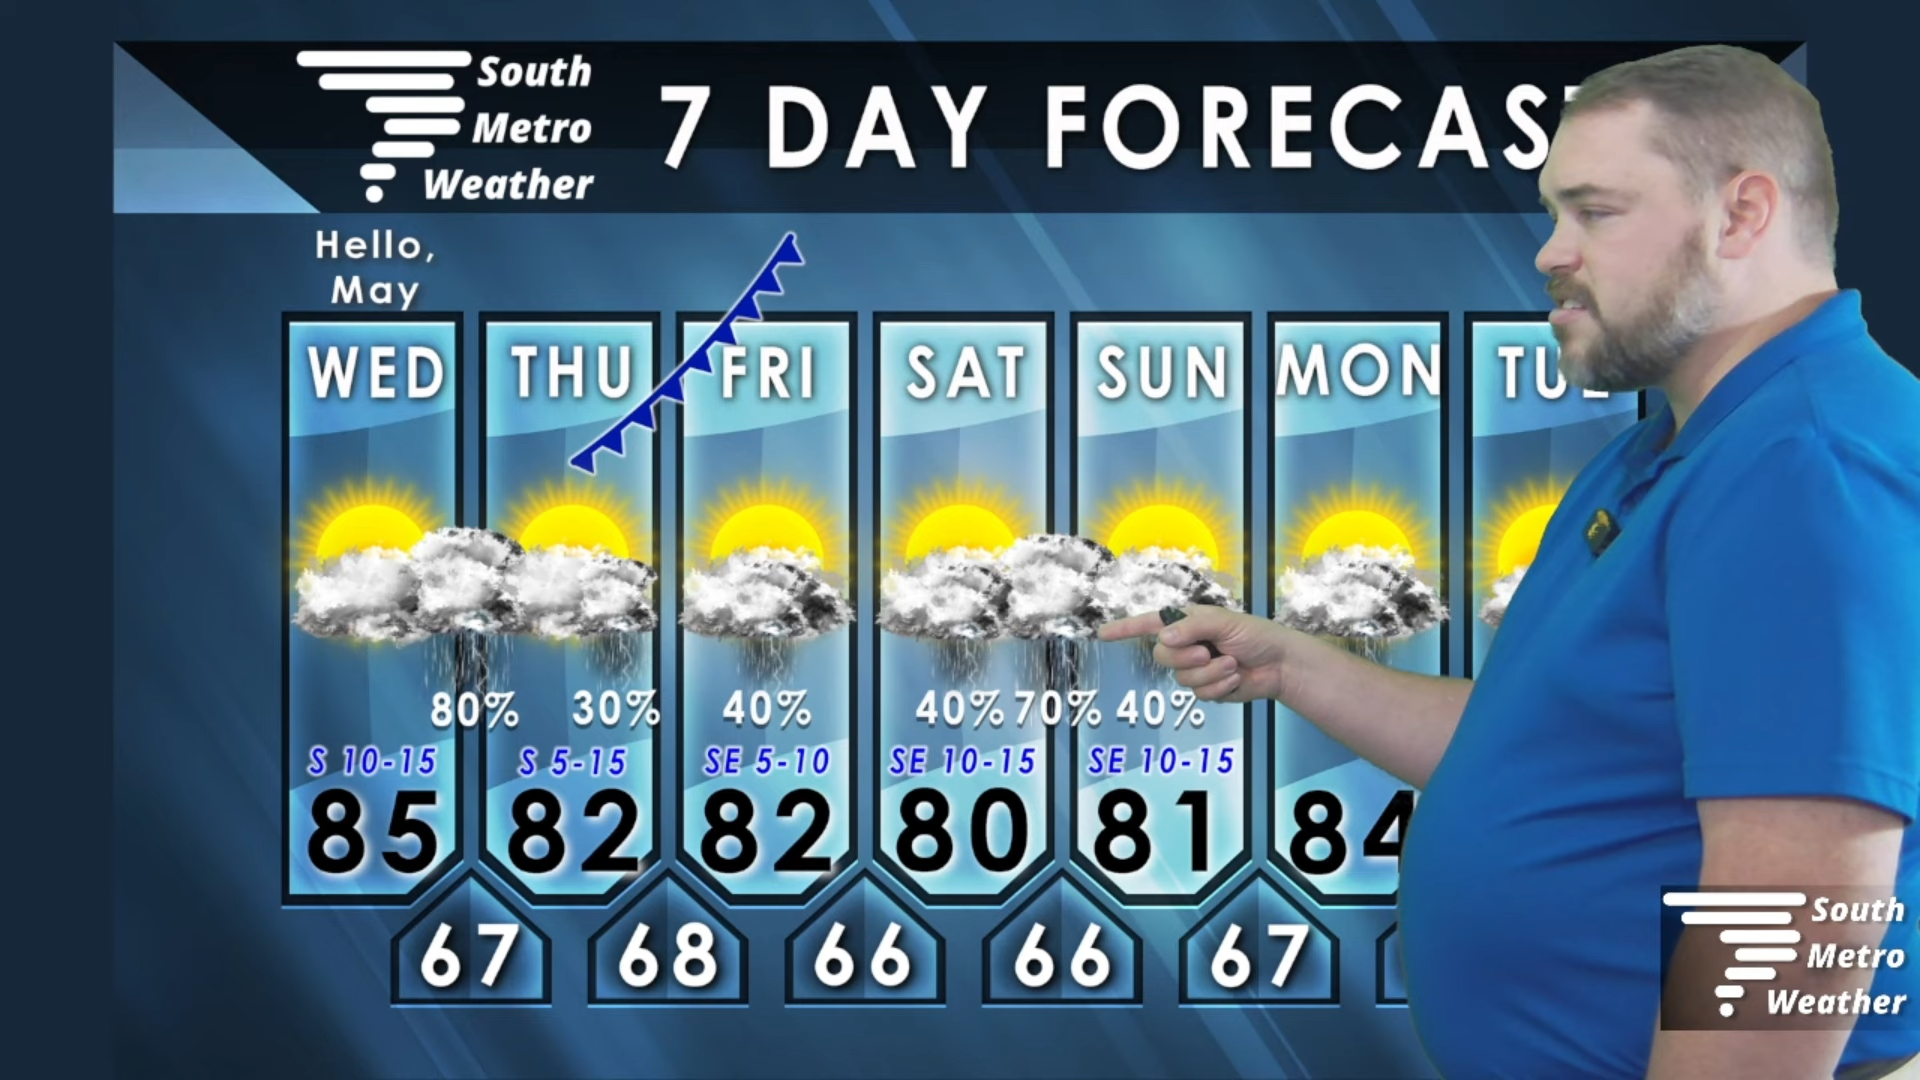 South
Metro
Weather
7 DAY FORECAS
Hello,
May
WED THU FRI SAT SUN MON TUE
80% 30% 40% 40% 70% 40%
S 10-15 S 5-15 SE 5-10 SE 10-15 SE 10-15
85 82 82 80 81 84
67 68 66 66 67
South
Metro
Weather